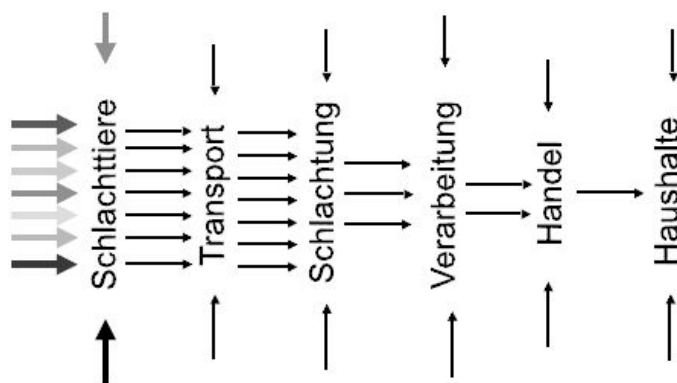 Schlachttiere
Transport
Schlachtung
Verarbeitung
Handel
Haushalte